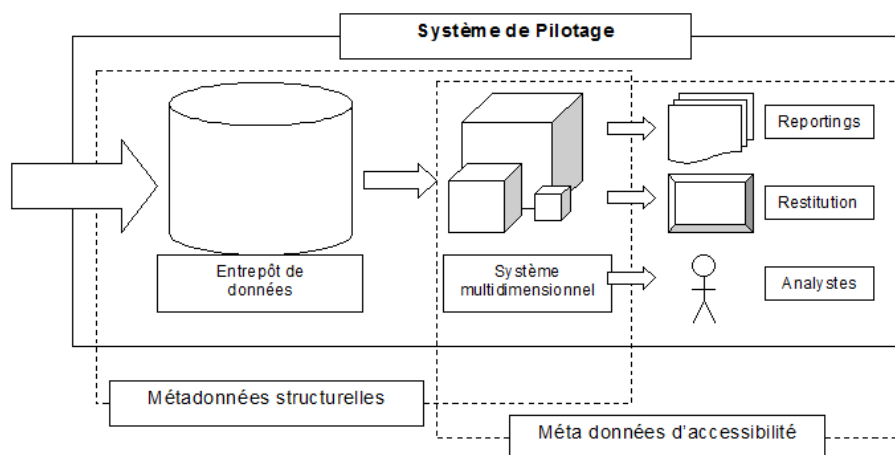 Système de Pilotage
Reportings
Restitution
Entrepôt de
données
Système
multidimensionnel
Analystes
Métadonnées structurelles
Méta données d'accessibilité